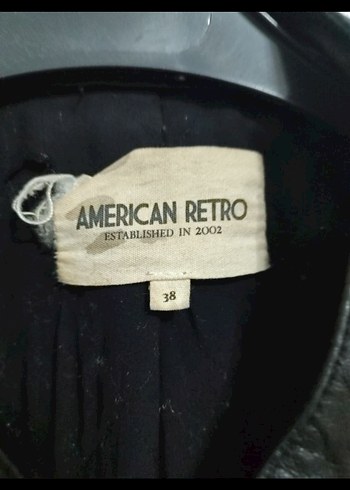 AMERICAN RETRO
ESTABLISHED IN 2002
38